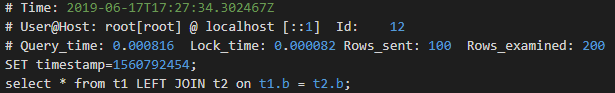 # Time: 2019-06-17T17:27:34.302467Z
# User@Host: root[root] @ localhost [::1]  Id:    12
# Query_time: 0.000816  Lock_time: 0.000082 Rows_sent: 100  Rows_examined: 200
SET timestamp=1560792454;
select * from t1 LEFT JOIN t2 on t1.b = t2.b;